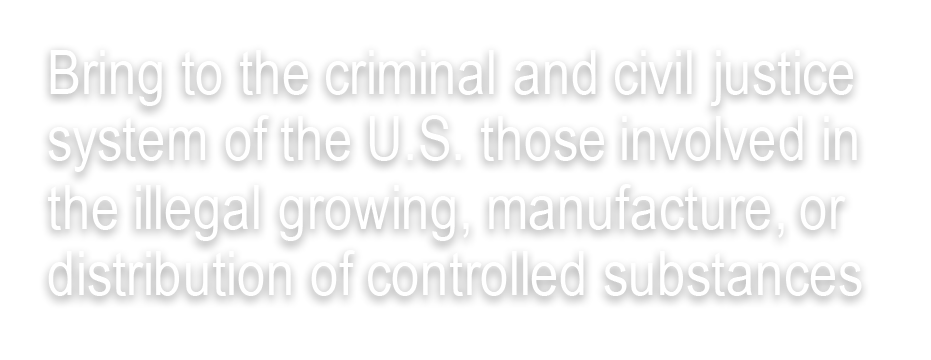 Bring to the criminal and civil justice
system of the U.S. those involved in
the illegal growing, manufacture, or
distribution of controlled substances